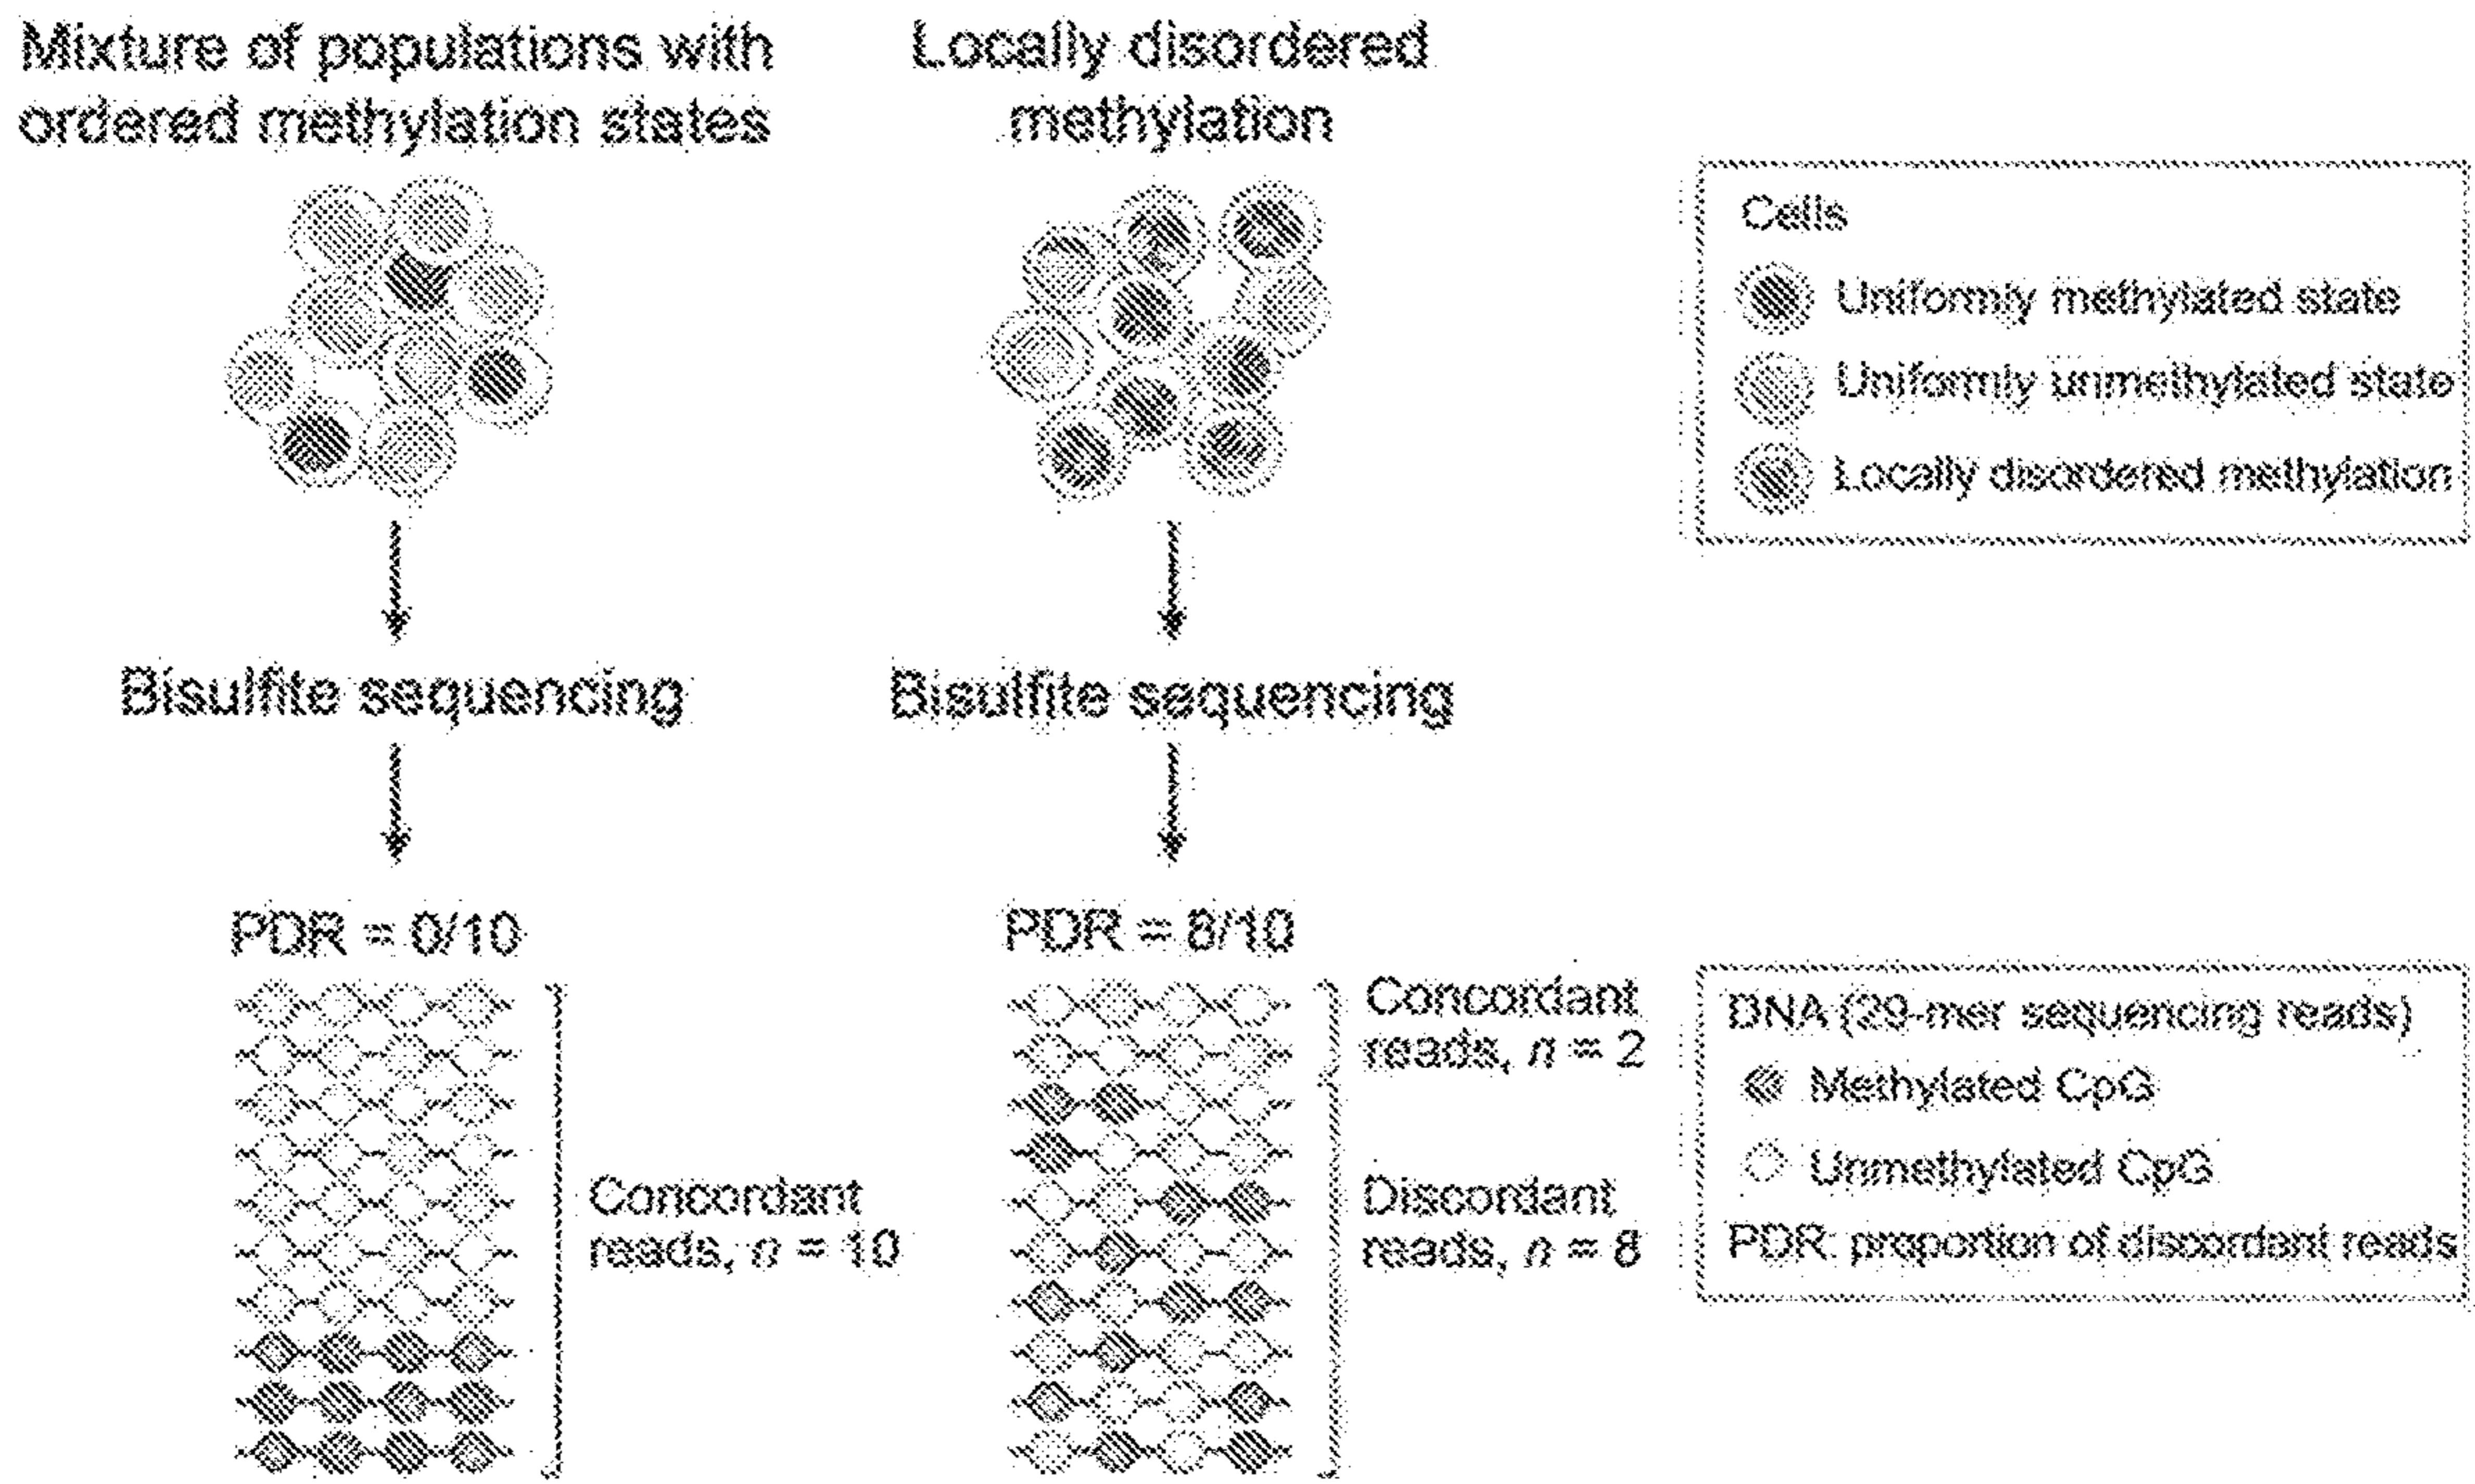 Mixture of populations with
ordered methylation states
Locally disordered
methylation
Cells
Uniformly methylated state
Uniformly unmethylated state
Locally disordered methylation
Bisulfite sequencing
Bisulfite sequencing
PDR = 0/10
PDR = 8/10
Concordant
reads, n = 10
Concordant
reads, n = 2
Discordant
reads, n = 8
DNA (29-mer sequencing reads)
Methylated CpG
Unmethylated CpG
PDR: proportion of discordant reads